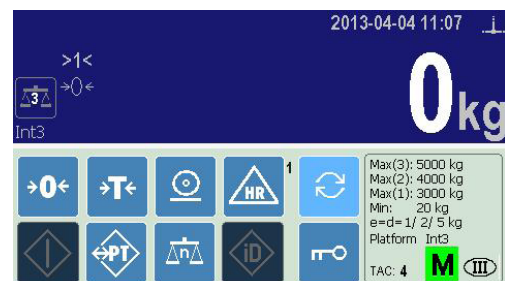 2013-04-04 11:07
>1<
3
→0←
Int3
0kg
→0←
→T←
HR
1
PT
n
iD
Max(3): 5000 kg
Max(2): 4000 kg
Max(1): 3000 kg
Min: 20 kg
e=d=1/ 2/ 5 kg
Platform Int3
TAC: 4
M
III